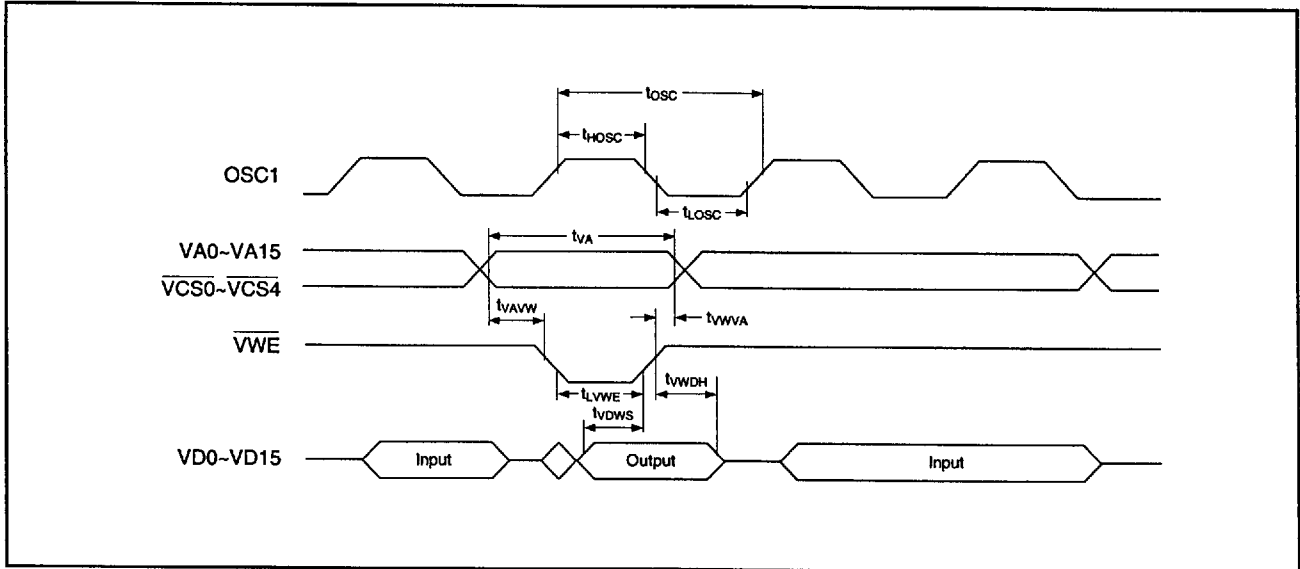 tOSC
tHOSC
OSC1
tLOSC
tVA
VA0~VA15
VCS0~VCS4
tVAVW
tVWVA
VWE
tVWDH
tLVWE
tVDWS
VD0~VD15
Input
Output
Input